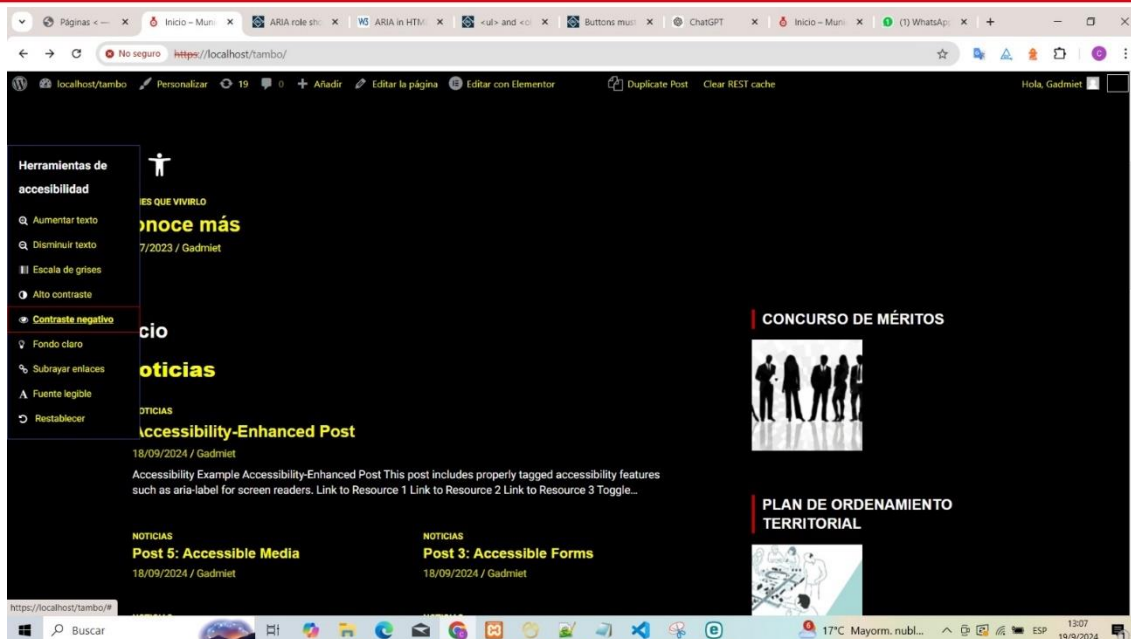 Páginas < —
Inicio – Muni
ARIA role sho
W3 ARIA in HTM
<ul> and <o
Buttons must
ChatGPT
Inicio – Muni
(1) WhatsAp
No seguro https://localhost/tambo/
localhost/tambo Personalizar 19 0 Añadir Editar la página Editar con Elementor Duplicate Post Clear REST cache Hola, Gadmiet
Herramientas de
accesibilidad
Aumentar texto
Disminuir texto
Escala de grises
Alto contraste
Contraste negativo
Fondo claro
Subrayar enlaces
Fuente legible
Restablecer
ES QUE VIVIRLO
onoce más
7/2023 / Gadmiet
cio
oticias
OTICIAS
Accessibility-Enhanced Post
18/09/2024 / Gadmiet
Accessibility Example Accessibility-Enhanced Post This post includes properly tagged accessibility features
such as aria-label for screen readers. Link to Resource 1 Link to Resource 2 Link to Resource 3 Toggle...
NOTICIAS
Post 5: Accessible Media
18/09/2024 / Gadmiet
NOTICIAS
Post 3: Accessible Forms
18/09/2024 / Gadmiet
CONCURSO DE MÉRITOS
PLAN DE ORDENAMIENTO
TERRITORIAL
https://localhost/tambo/#
Buscar
17°C Mayorm. nubl... ESP
13:07
19/9/2024